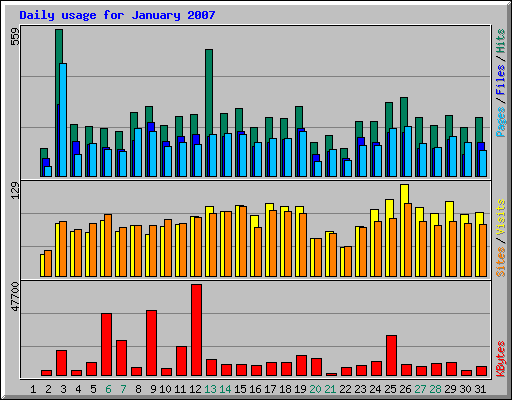 Daily usage for January 2007
559
Pages / Files / Hits
129
Sites / Visits
47700
KBytes
1 2 3 4 5 6 7 8 9 10 11 12 13 14 15 16 17 18 19 20 21 22 23 24 25 26 27 28 29 30 31